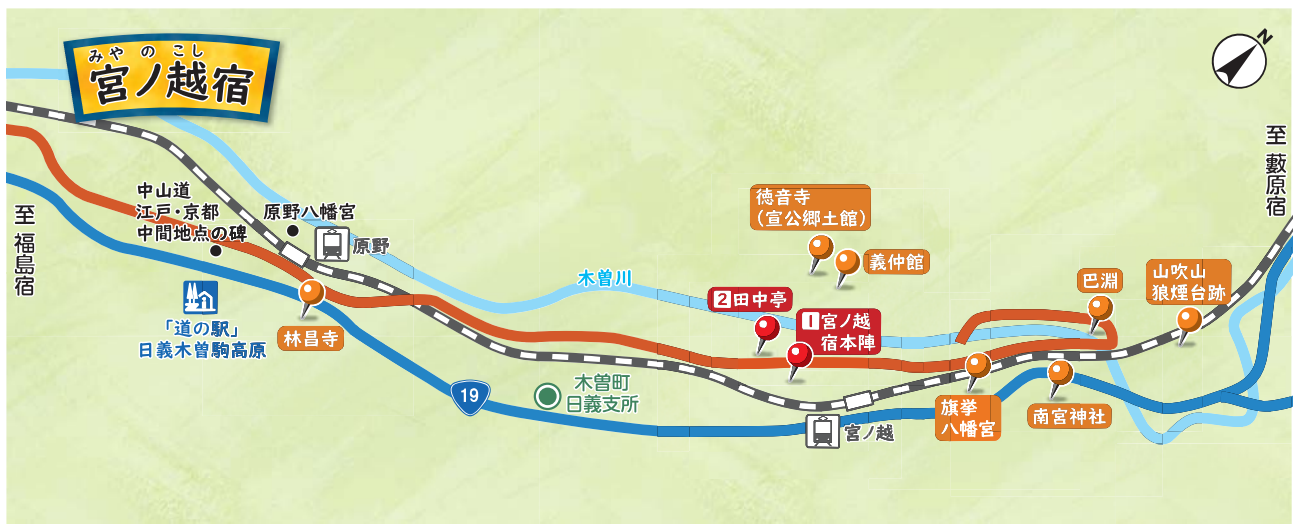 みやのこし
宮ノ越宿
N
至 藪原宿
至 福島宿
中山道
江戸・京都
中間地点の碑
原野八幡宮
原野
「道の駅」
日義木曽駒高原
林昌寺
19
木曽町
日義支所
木曽川
徳音寺
(宣公郷土館)
義仲館
2 田中亭
1 宮ノ越
宿本陣
宮ノ越
旗挙
八幡宮
南宮神社
巴淵
山吹山
狼煙台跡